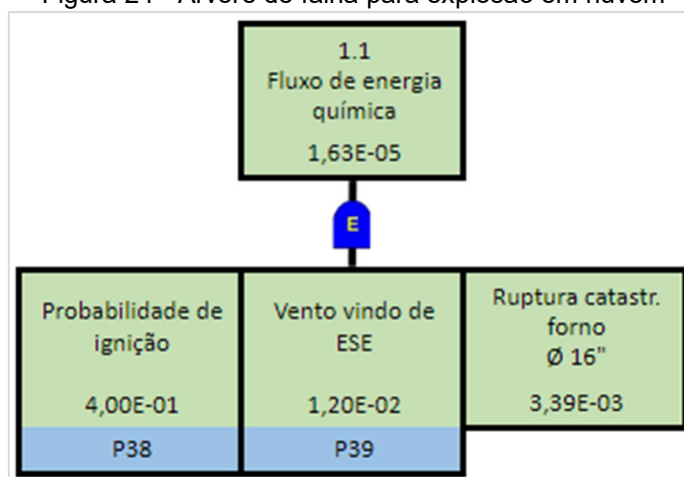 Figura 24 - Árvore de falha para explosão em nuvem
1.1
Fluxo de energia
química
1,63E-05
E
Probabilidade de
ignição
4,00E-01
P38
Vento vindo de
ESE
1,20E-02
P39
Ruptura catastr.
forno
Ø 16"
3,39E-03